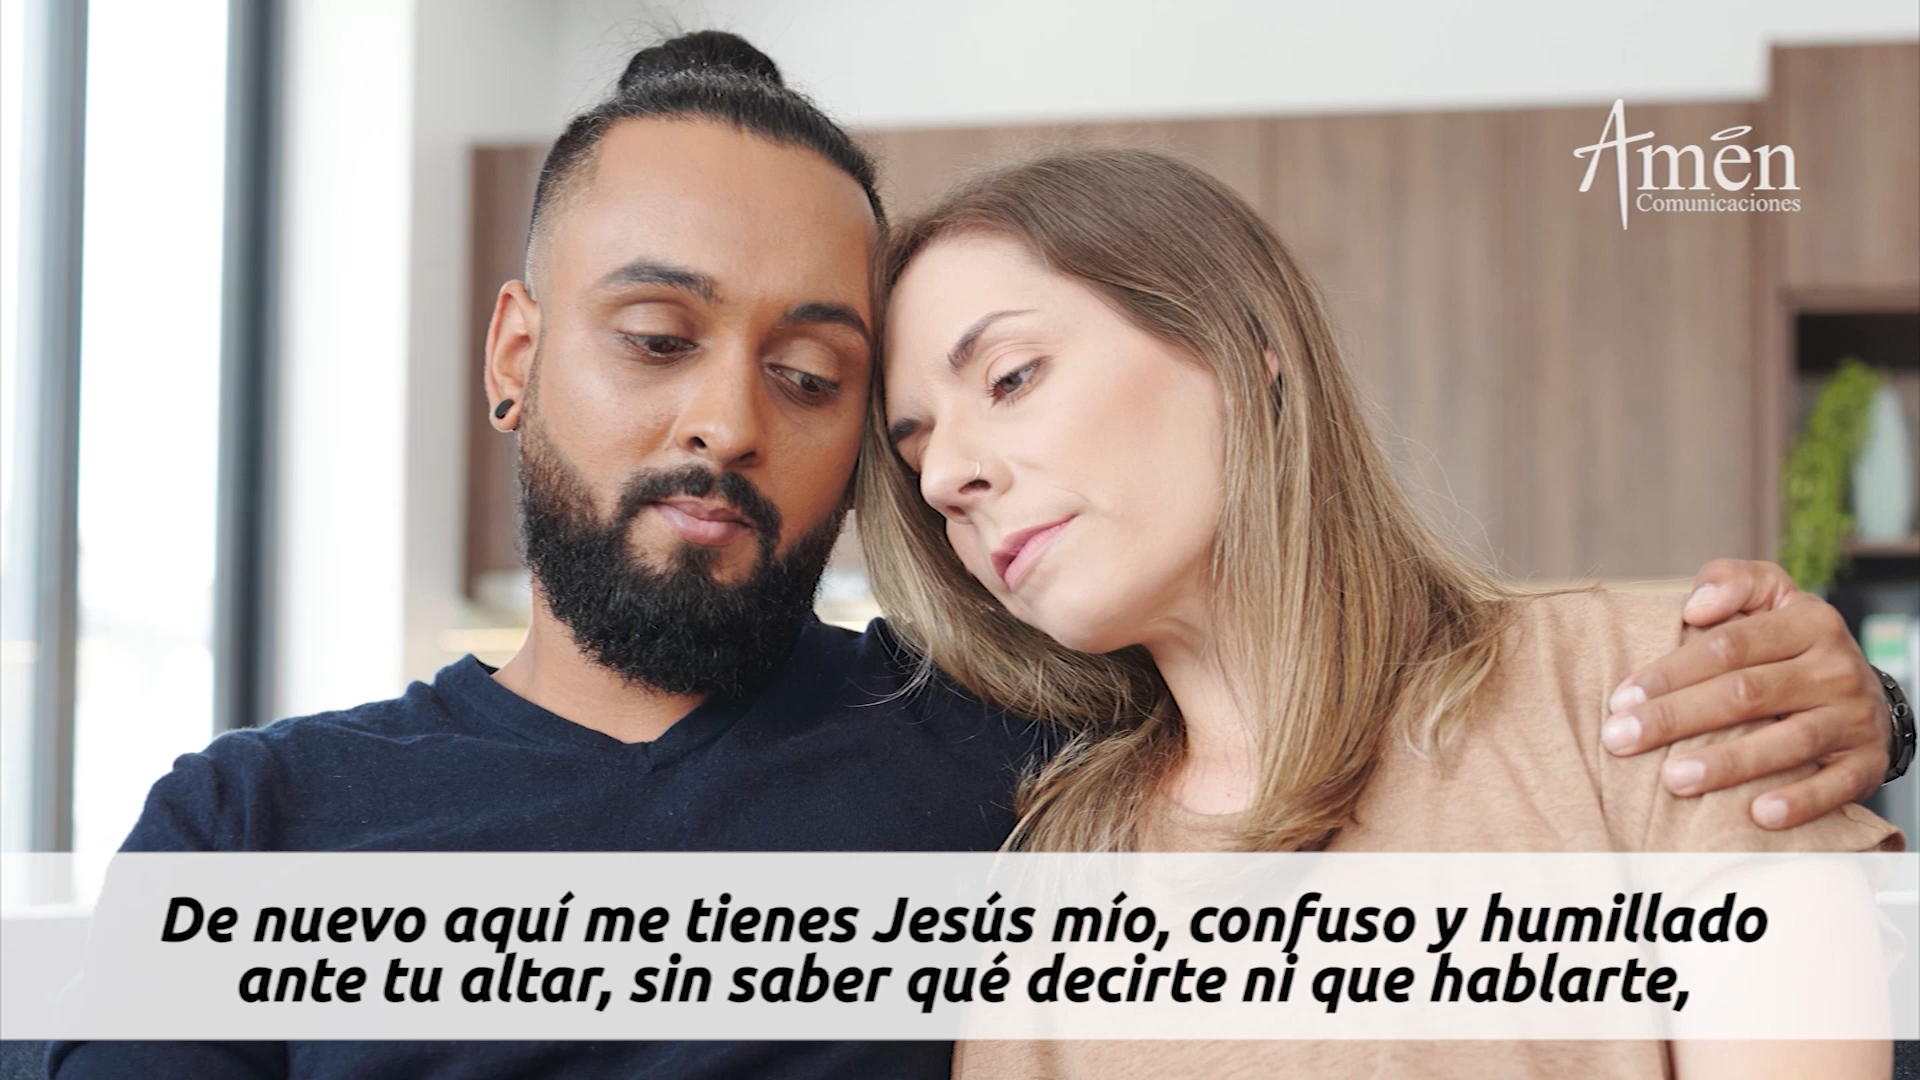 Amén
Comunicaciones
De nuevo aquí me tienes Jesús mío, confuso y humillado
ante tu altar, sin saber qué decirte ni que hablarte,